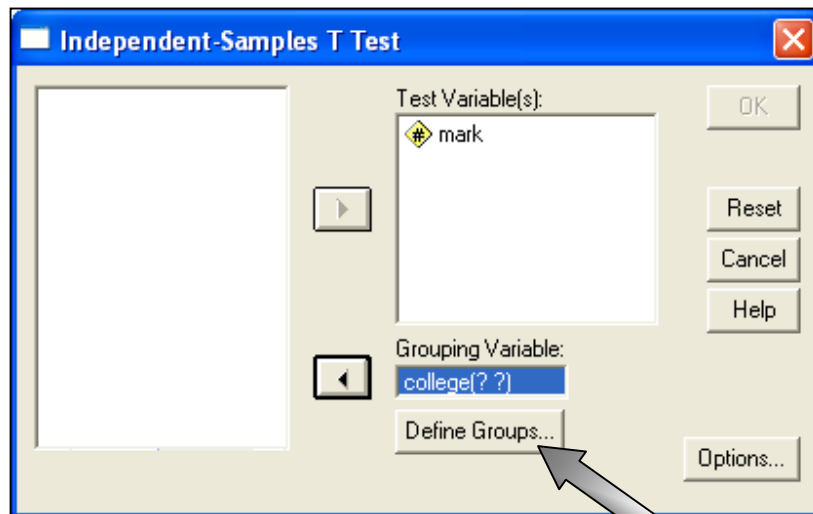 Independent-Samples T Test
Test Variable(s):
# mark
OK
Reset
Cancel
Help
Grouping Variable:
college(? ?)
Define Groups...
Options...